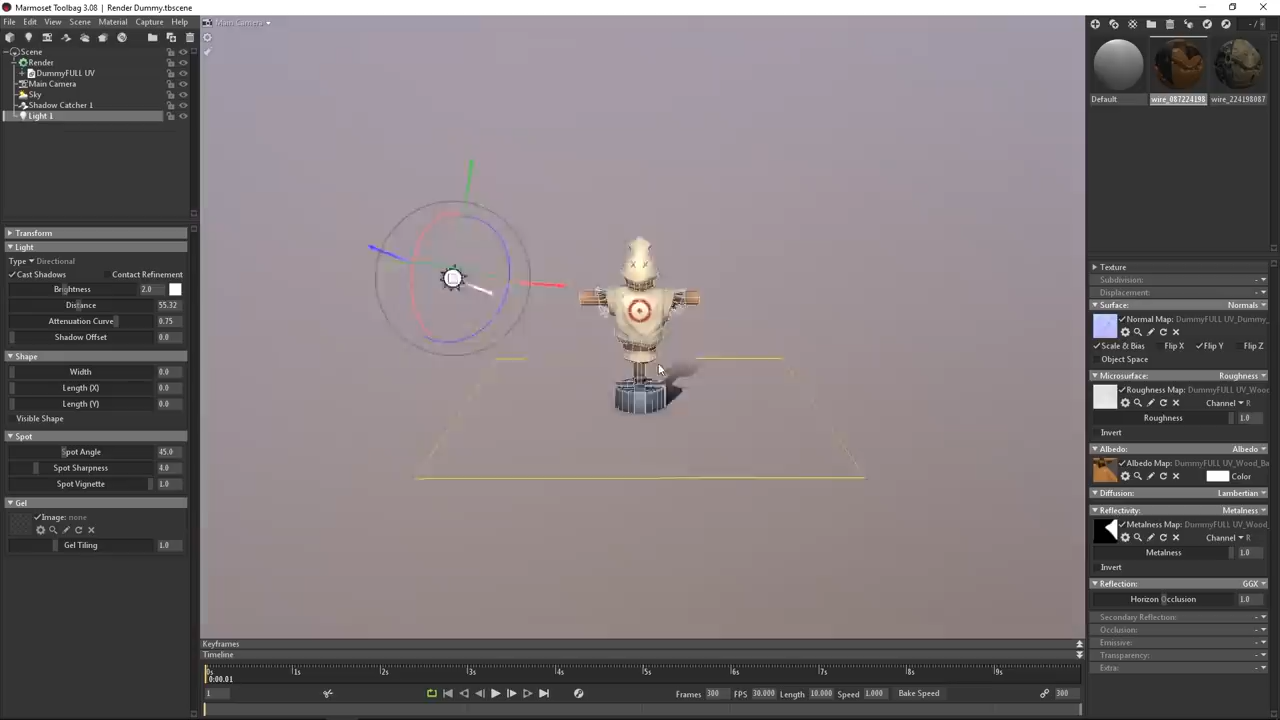 Marmoset Toolbag 3.08 | Render Dummy.tbscene
File Edit View Scene Material Capture Help
Main Camera
Scene
Render
DummyFULL UV
Main Camera
Sky
Shadow Catcher 1
Light 1
Transform
Light
Type Directional
Cast Shadows Contact Refinement
Brightness 2.0
Distance 55.32
Attenuation Curve 0.75
Shadow Offset 0.0
Shape
Width 0.0
Length (X) 0.0
Length (Y) 0.0
Visible Shape
Spot
Spot Angle 45.0
Spot Sharpness 4.0
Spot Vignette 1.0
Gel
Image: none
Gel Tiling 1.0
Default wire_087224198 wire_224198087
Texture
Subdivision:
Displacement:
Surface: Normals
Normal Map: DummyFULL UV_Dummy_
Scale & Bias Flip X Flip Y Flip Z
Object Space
Microsurface: Roughness
Roughness Map: DummyFULL UV
Channel R
Roughness 1.0
Invert
Albedo: Albedo
Albedo Map: DummyFULL UV_Wood_Ba
Color
Diffusion: Lambertian
Reflectivity: Metalness
Metalness Map: DummyFULL UV_Wood
Channel R
Metalness 1.0
Invert
Reflection: GGX
Horizon Occlusion 1.0
Secondary Reflection:
Occlusion:
Emissive:
Transparency:
Extra:
Keyframes
Timeline
0s 1s 2s 3s 4s 5s 6s 7s 8s 9s
0:00.01
1 Frames 300 FPS 30.000 Length 10.000 Speed 1.000 Bake Speed 300